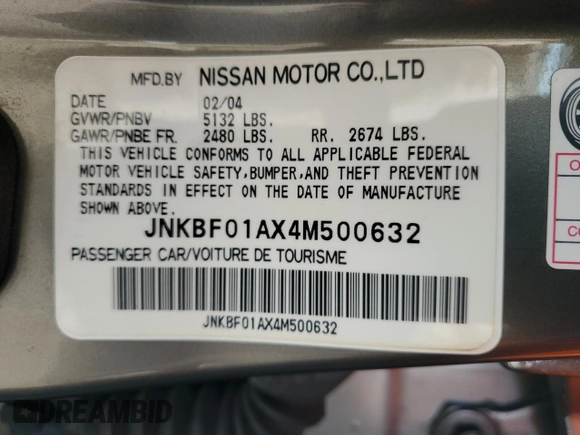 MFD.BY NISSAN MOTOR CO.,LTD
DATE 02/04
GVWR/PNBV 5132 LBS.
GAWR/PNBE FR. 2480 LBS. RR. 2674 LBS.
THIS VEHICLE CONFORMS TO ALL APPLICABLE FEDERAL
MOTOR VEHICLE SAFETY,BUMPER,AND THEFT PREVENTION
STANDARDS IN EFFECT ON THE DATE OF MANUFACTURE
SHOWN ABOVE.
JNKBF01AX4M500632
PASSENGER CAR/VOITURE DE TOURISME
JNKBF01AX4M500632
DREAMBID